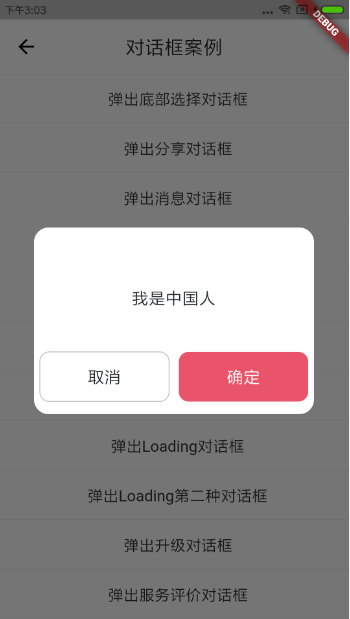 下午3:03
DEBUG
对话框案例
弹出底部选择对话框
弹出分享对话框
弹出消息对话框
我是中国人
取消
确定
弹出Loading对话框
弹出Loading第二种对话框
弹出升级对话框
弹出服务评价对话框